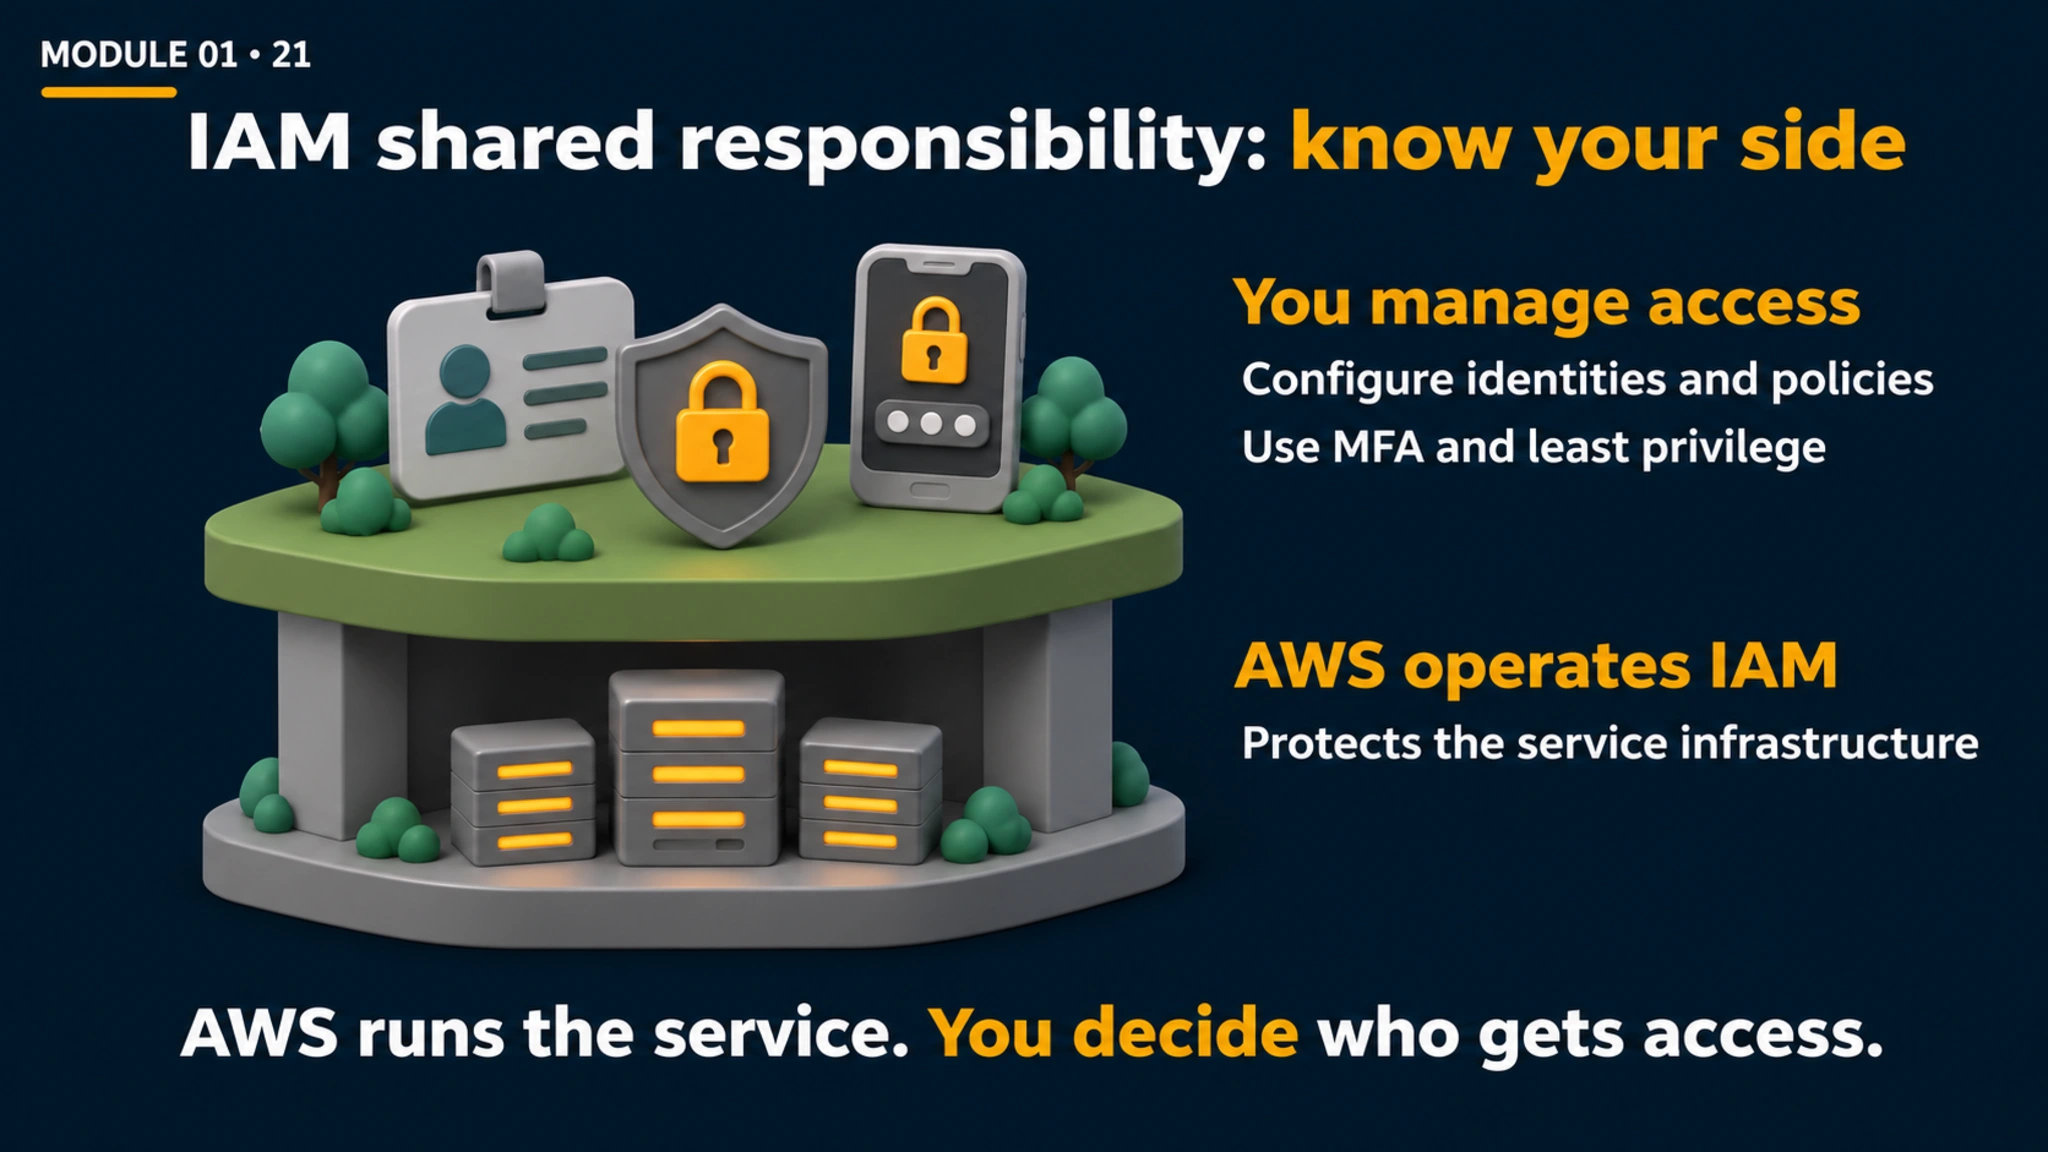 MODULE 01 • 21
IAM shared responsibility: know your side
You manage access
Configure identities and policies
Use MFA and least privilege
AWS operates IAM
Protects the service infrastructure
AWS runs the service. You decide who gets access.